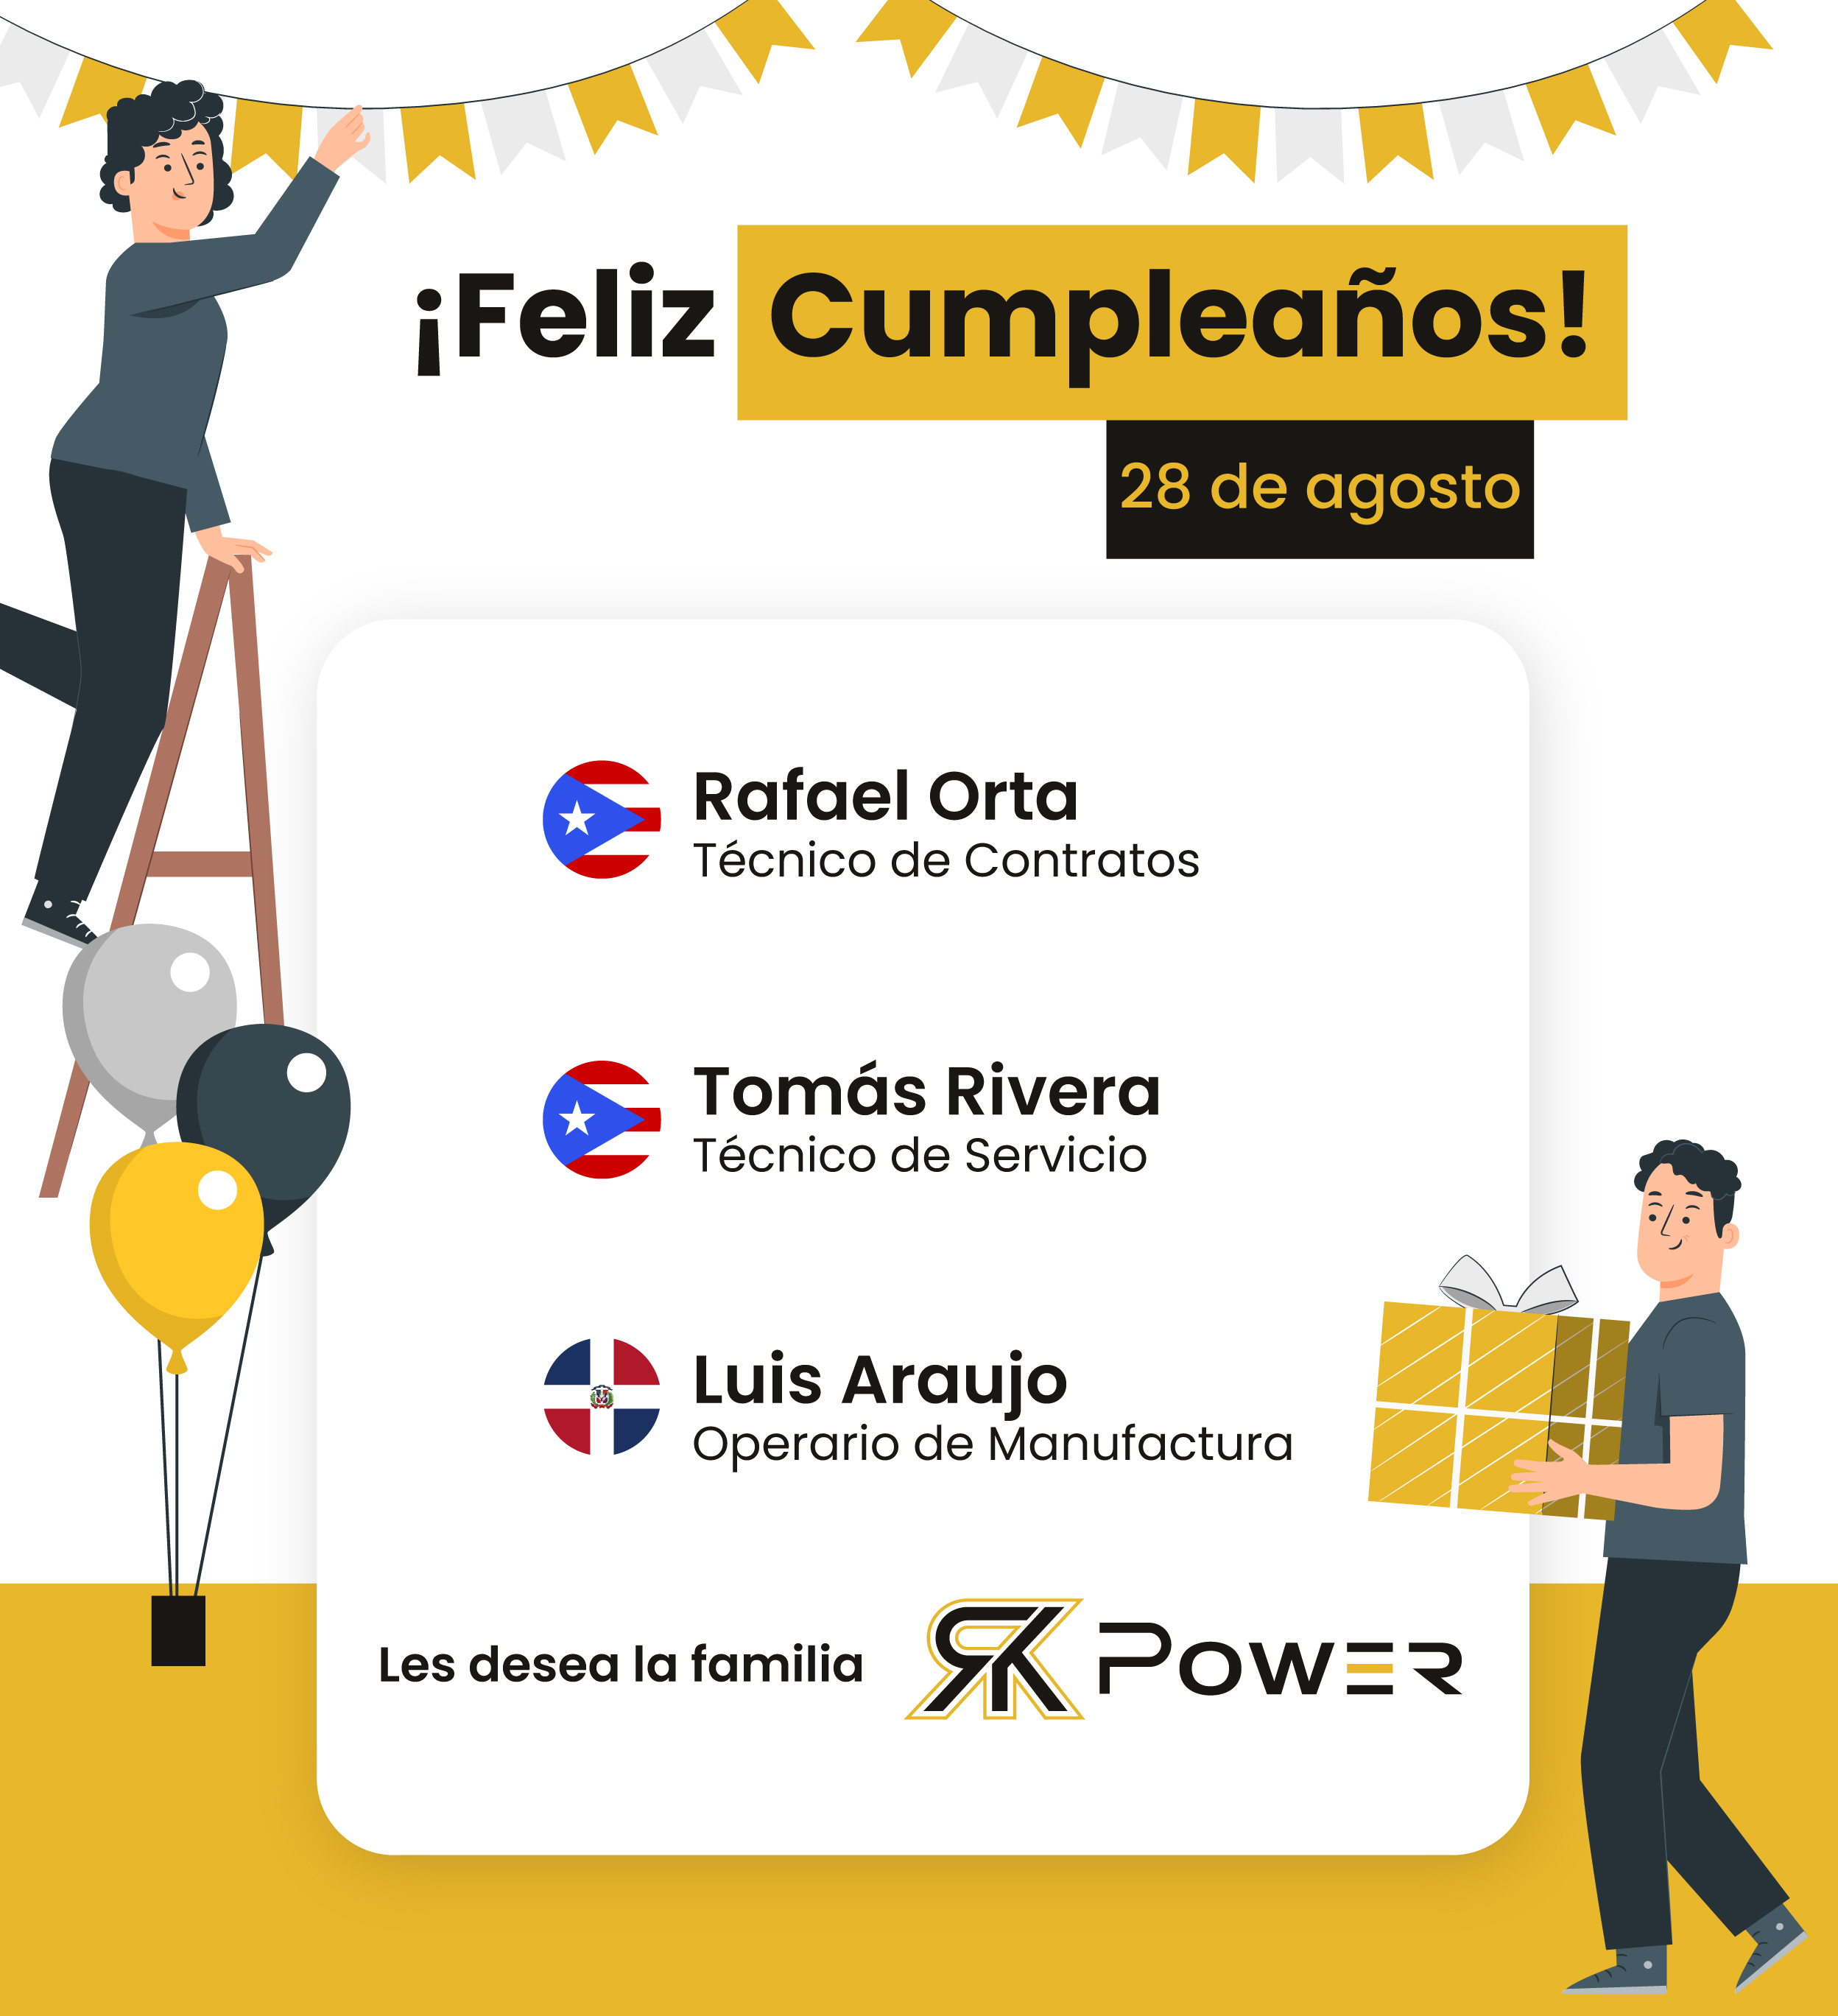 ¡Feliz Cumpleaños!
28 de agosto
Rafael Orta
Técnico de Contratos
Tomás Rivera
Técnico de Servicio
Luis Araujo
Operario de Manufactura
Les desea la familia RK POWER